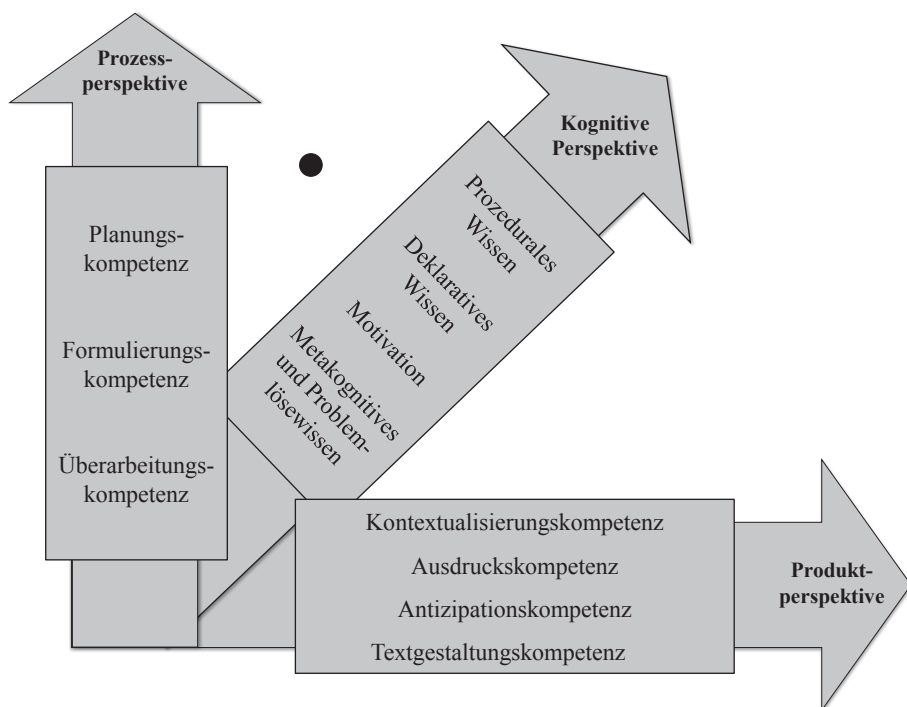 Prozess-
perspektive
Planungs-
kompetenz
Formulierungs-
kompetenz
Überarbeitungs-
kompetenz
Kognitive
Perspektive
Prozedurales
Wissen
Deklaratives
Wissen
Motivation
Metakognitives
und Problem-
lösewissen
Kontextualisierungskompetenz
Ausdruckskompetenz
Antizipationskompetenz
Textgestaltungskompetenz
Produkt-
perspektive